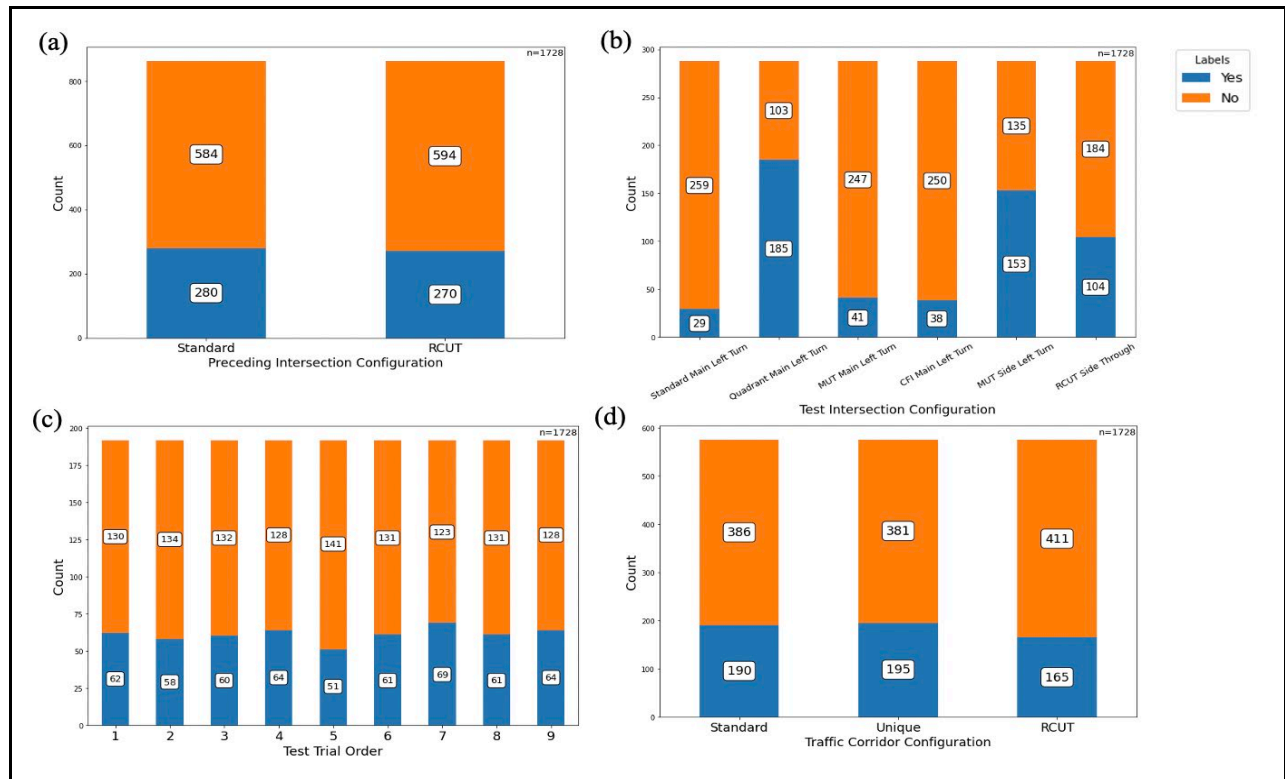 (a)
n=1728
800
600
400
200
0
Count
584
594
280
270
Standard RCUT
Preceding Intersection Configuration
(b)
n=1728
300
250
200
150
100
50
0
Count
259
103
247
250
135
184
29
185
41
38
153
104
Standard Main Left Turn
Quadrant Main Left Turn
MUT Main Left Turn
CFI Main Left Turn
MUT Side Left Turn
RCUT Side Through
Test Intersection Configuration
Labels
Yes
No
(c)
n=1728
200
175
150
125
100
75
50
25
0
Count
130 134 132 128 141 131 123 131 128
62 58 60 64 51 61 69 61 64
1 2 3 4 5 6 7 8 9
Test Trial Order
(d)
n=1728
600
500
400
300
200
100
0
Count
386 381 411
190 195 165
Standard Unique RCUT
Traffic Corridor Configuration